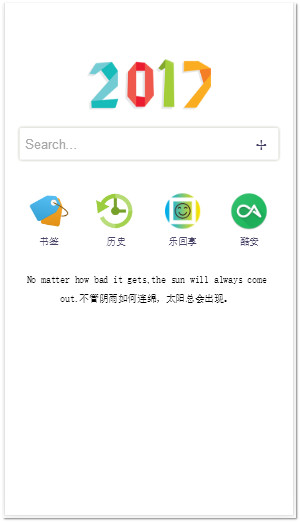 2017
Search...
书签
历史
乐回享
酷安
No matter how bad it gets,the sun will always come
out.不管阴雨如何连绵，太阳总会出现。